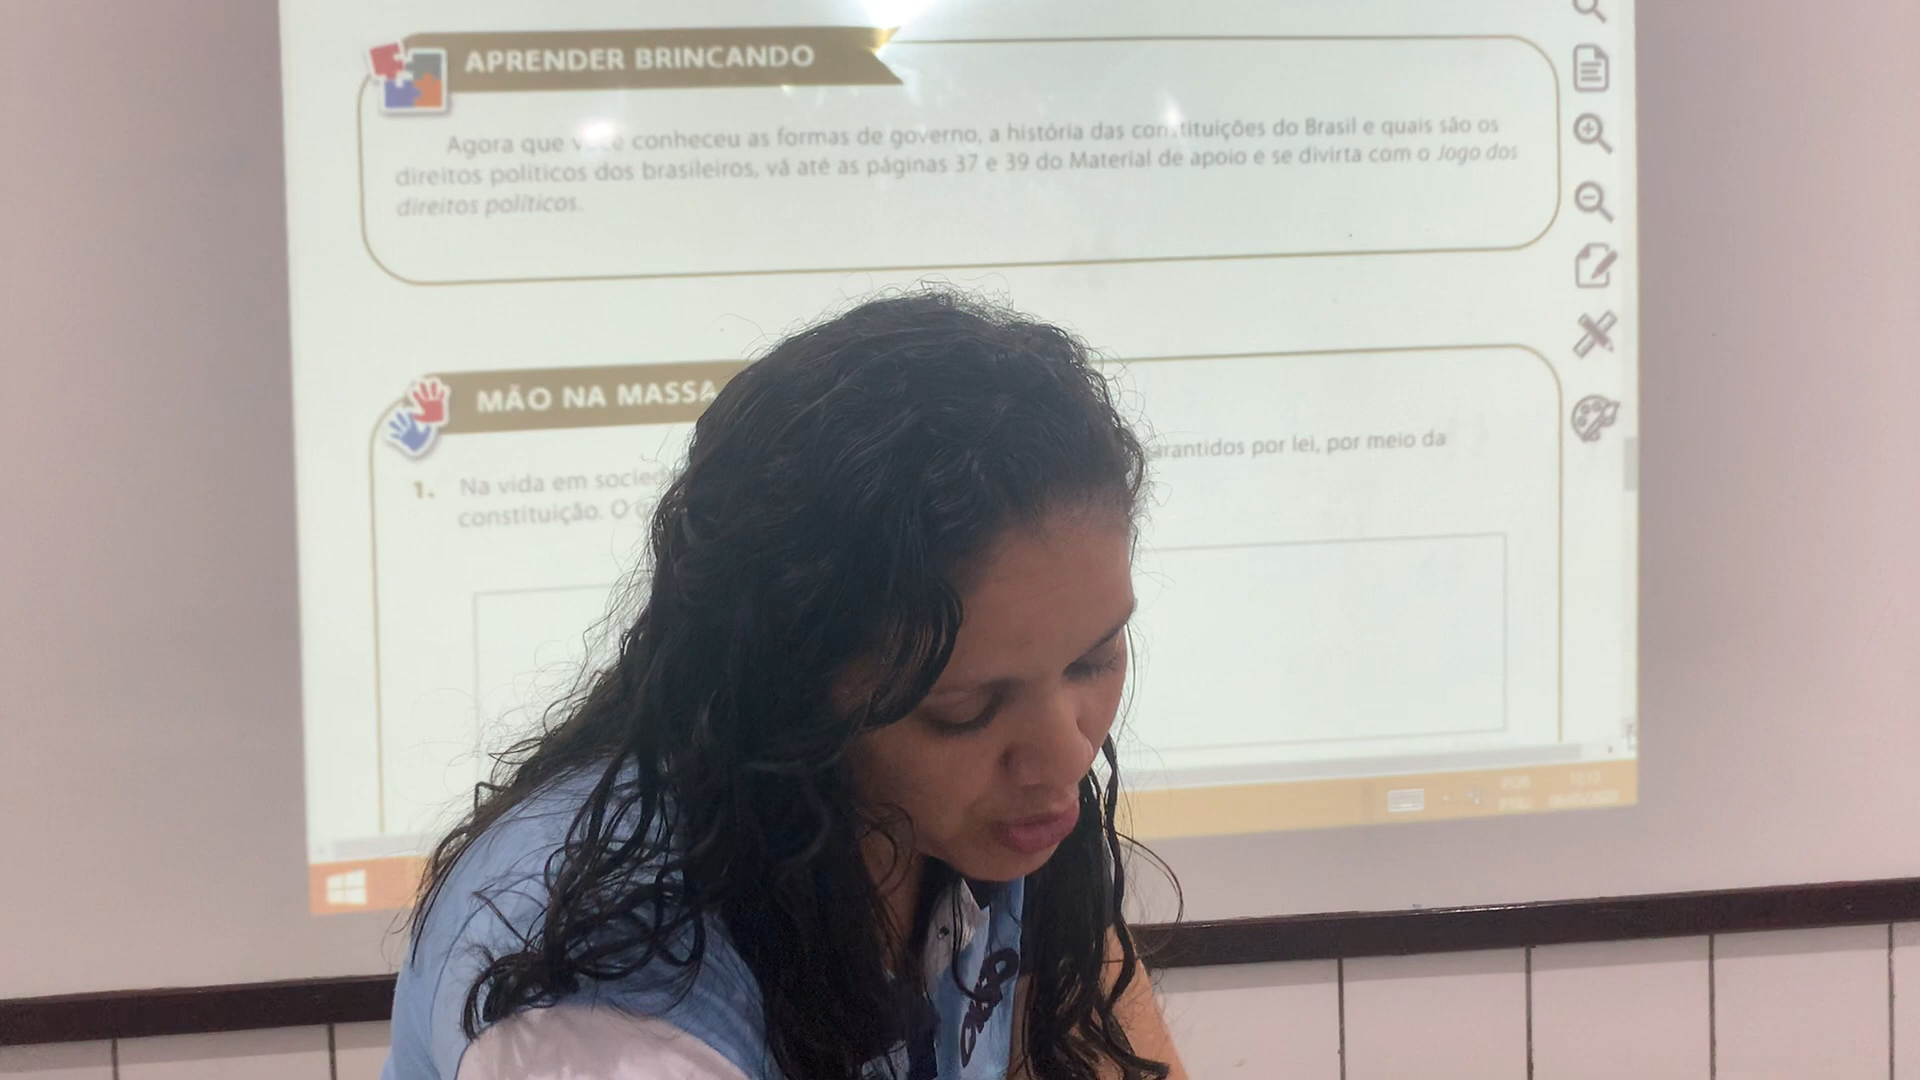 APRENDER BRINCANDO
Agora que você conheceu as formas de governo, a história das constituições do Brasil e quais são os
direitos políticos dos brasileiros, vá até as páginas 37 e 39 do Material de apoio e se divirta com o Jogo dos
direitos políticos.
MÃO NA MASSA
1. Na vida em socied arantidos por lei, por meio da
constituição. O q